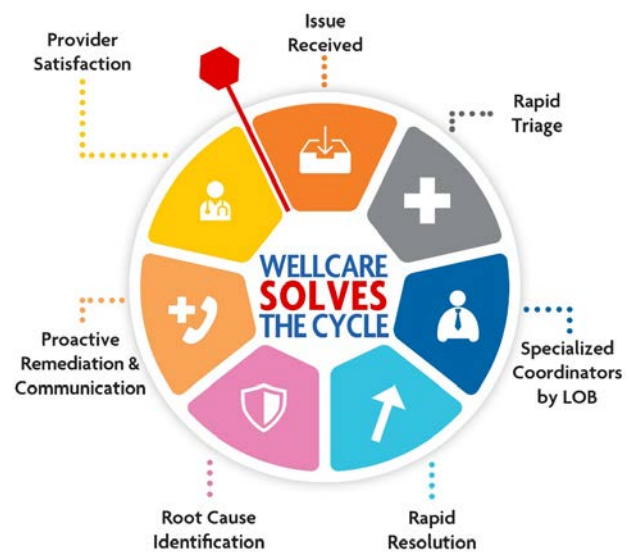 Issue
Received
Rapid
Triage
Specialized
Coordinators
by LOB
Rapid
Resolution
Root Cause
Identification
Proactive
Remediation &
Communication
Provider
Satisfaction
WELLCARE
SOLVES
THE CYCLE